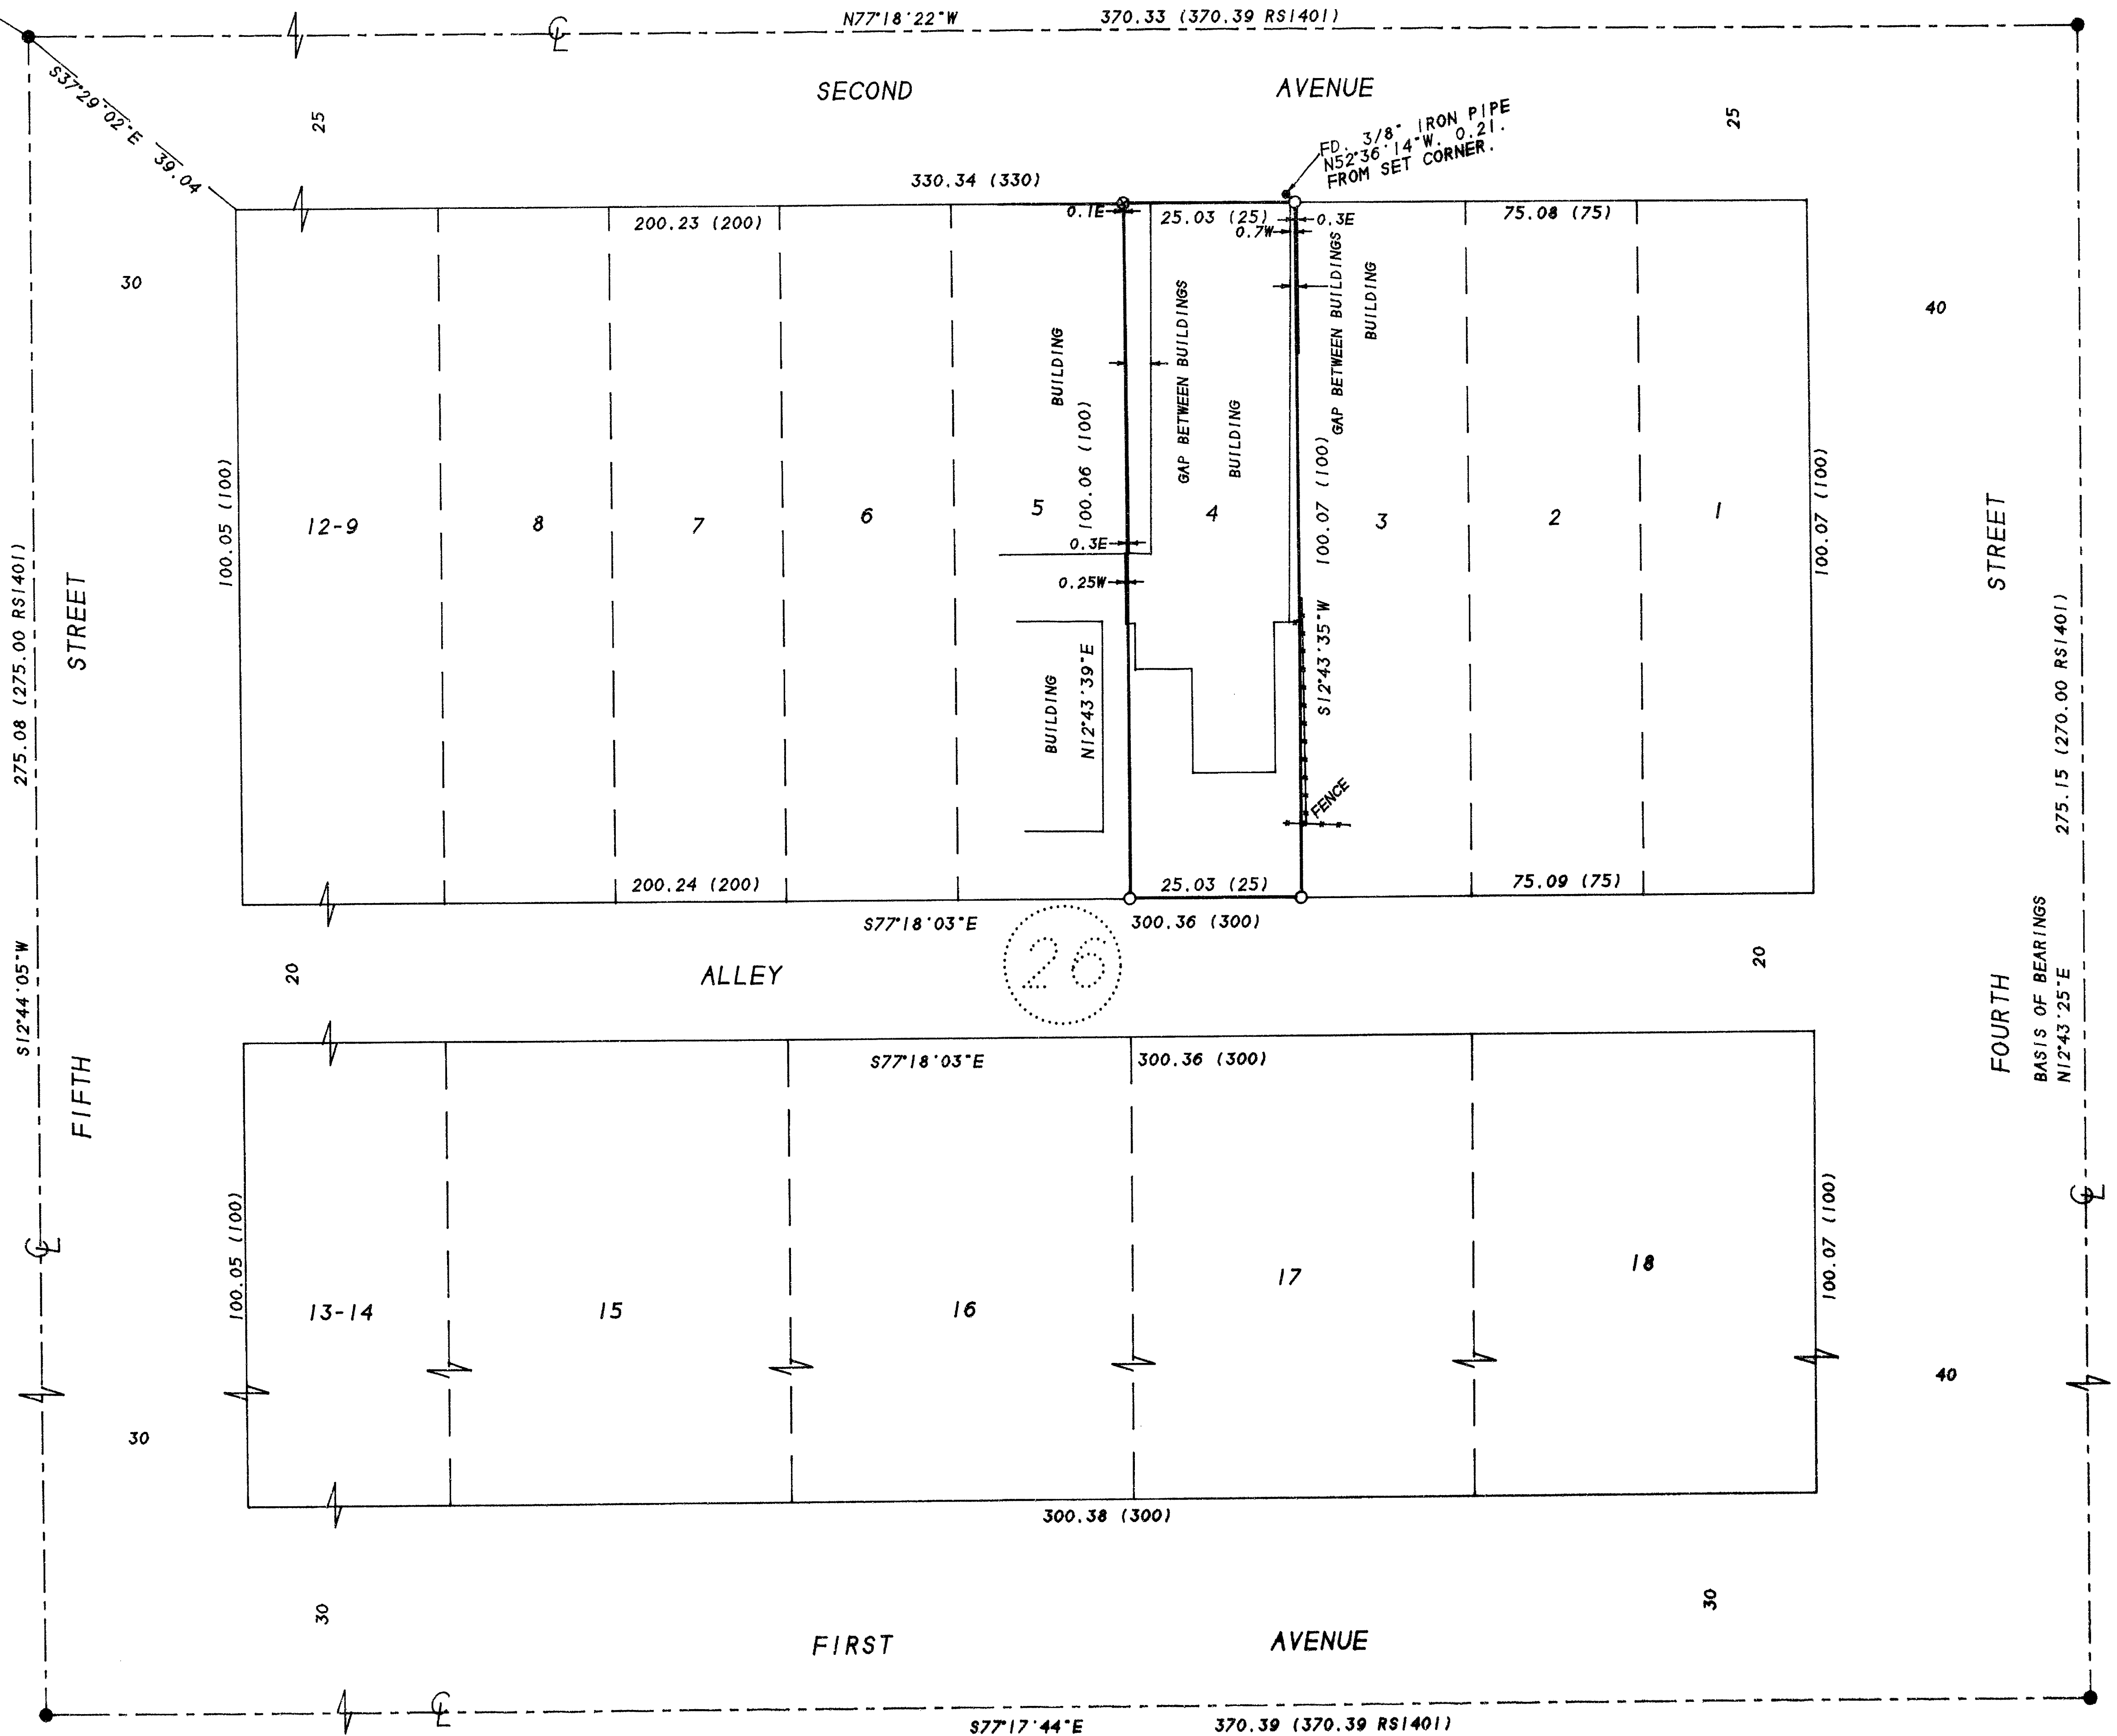 N77°18'22"W 370.33 (370.39 RS1401)
℄
S37°29'02"E 39.04
SECOND AVENUE
25
25
FD. 3/8" IRON PIPE
N52°36'14"W, 0.21.
FROM SET CORNER.
330.34 (330)
200.23 (200)
0.1E
25.03 (25)
0.3E
0.7W
75.08 (75)
30
40
BUILDING
100.06 (100)
GAP BETWEEN BUILDINGS
BUILDING
GAP BETWEEN BUILDINGS
BUILDING
100.05 (100)
12-9
8
7
6
5
4
3
2
1
100.07 (100)
100.07 (100)
0.3E
0.25W
S12°43'35"W
BUILDING
N12°43'39"E
FENCE
275.08 (275.00 RS1401)
STREET
STREET
275.15 (270.00 RS1401)
200.24 (200)
25.03 (25)
75.09 (75)
S77°18'03"E 300.36 (300)
S12°44'05"W
20
ALLEY
26
20
FIFTH
FOURTH
BASIS OF BEARINGS
N12°43'25"E
S77°18'03"E 300.36 (300)
℄
℄
100.05 (100)
13-14
15
16
17
18
100.07 (100)
30
40
300.38 (300)
30
30
FIRST AVENUE
℄
S77°17'44"E 370.39 (370.39 RS1401)